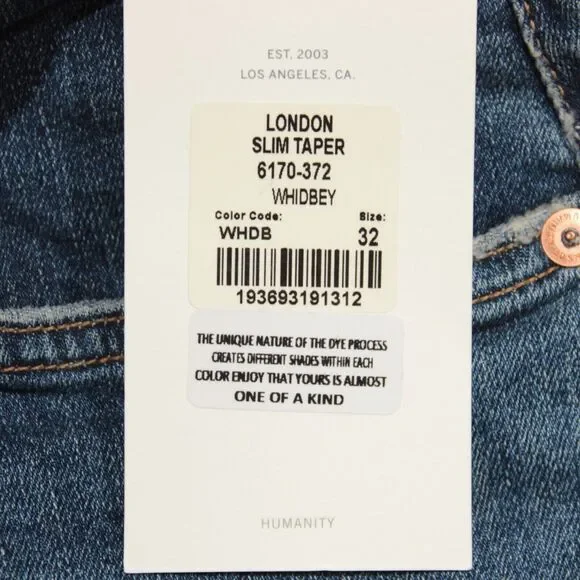 EST. 2003
LOS ANGELES, CA.
LONDON
SLIM TAPER
6170-372
WHIDBEY
Color Code: Size:
WHDB 32
193693191312
THE UNIQUE NATURE OF THE DYE PROCESS
CREATES DIFFERENT SHADES WITHIN EACH
COLOR ENJOY THAT YOURS IS ALMOST
ONE OF A KIND
HUMANITY